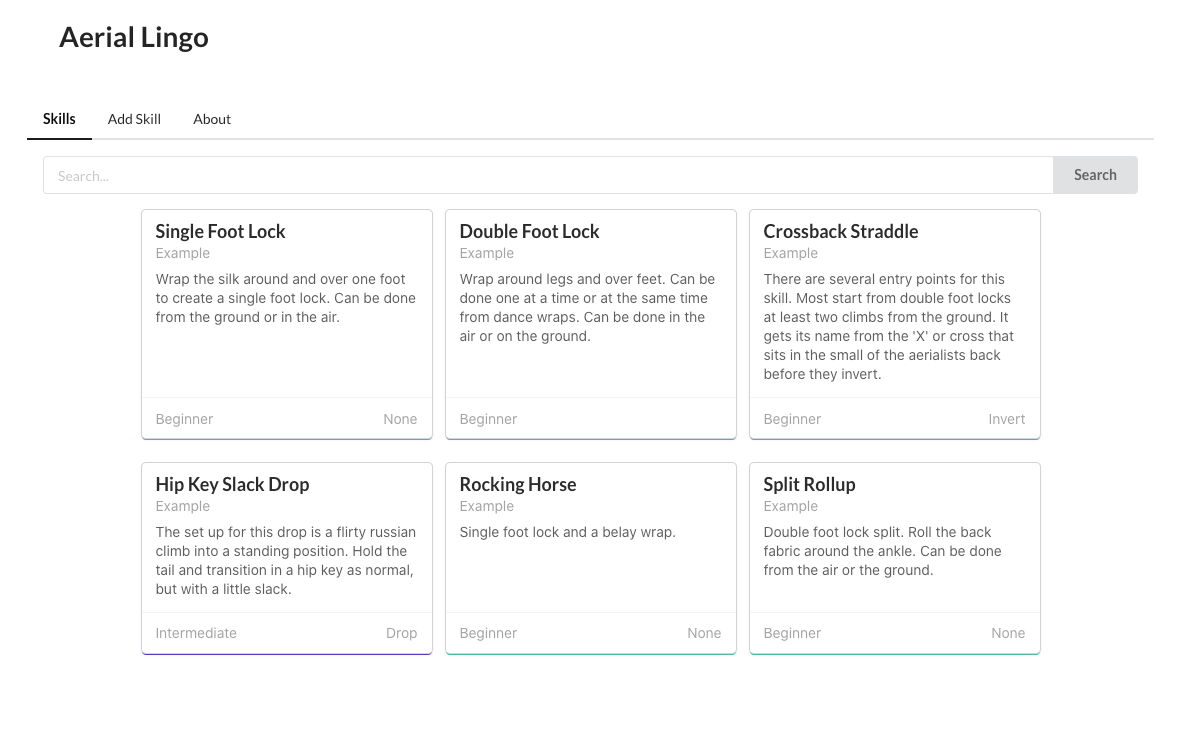 Aerial Lingo
Skills Add Skill About
Search... Search
Single Foot Lock
Example
Wrap the silk around and over one foot
to create a single foot lock. Can be done
from the ground or in the air.
Beginner None
Double Foot Lock
Example
Wrap around legs and over feet. Can be
done one at a time or at the same time
from dance wraps. Can be done in the
air or on the ground.
Beginner
Crossback Straddle
Example
There are several entry points for this
skill. Most start from double foot locks
at least two climbs from the ground. It
gets its name from the 'X' or cross that
sits in the small of the aerialists back
before they invert.
Beginner Invert
Hip Key Slack Drop
Example
The set up for this drop is a flirty russian
climb into a standing position. Hold the
tail and transition in a hip key as normal,
but with a little slack.
Intermediate Drop
Rocking Horse
Example
Single foot lock and a belay wrap.
Beginner None
Split Rollup
Example
Double foot lock split. Roll the back
fabric around the ankle. Can be done
from the air or the ground.
Beginner None